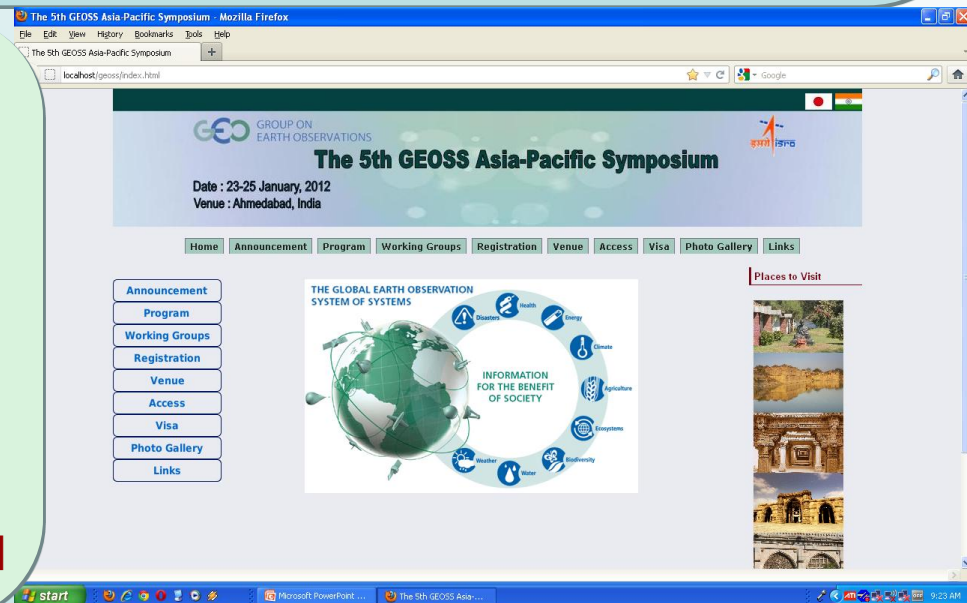 The 5th GEOSS Asia-Pacific Symposium - Mozilla Firefox
File Edit View History Bookmarks Tools Help
The 5th GEOSS Asia-Pacific Symposium +
localhost/geoss/index.html
Google
GEO
GROUP ON
EARTH OBSERVATIONS
इसरो isro
The 5th GEOSS Asia-Pacific Symposium
Date : 23-25 January, 2012
Venue : Ahmedabad, India
Home Announcement Program Working Groups Registration Venue Access Visa Photo Gallery Links
Announcement
Program
Working Groups
Registration
Venue
Access
Visa
Photo Gallery
Links
THE GLOBAL EARTH OBSERVATION
SYSTEM OF SYSTEMS
Disasters
Health
Energy
Climate
Agriculture
Ecosystems
Biodiversity
Water
Weather
INFORMATION
FOR THE BENEFIT
OF SOCIETY
Places to Visit
start
Microsoft PowerPoint ...
The 5th GEOSS Asia-...
9:23 AM